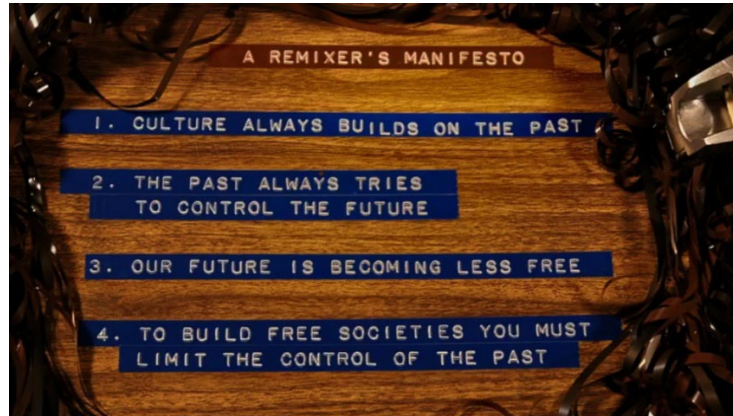 A REMIXER'S MANIFESTO
1. CULTURE ALWAYS BUILDS ON THE PAST
2. THE PAST ALWAYS TRIES
TO CONTROL THE FUTURE
3. OUR FUTURE IS BECOMING LESS FREE
4. TO BUILD FREE SOCIETIES YOU MUST
LIMIT THE CONTROL OF THE PAST